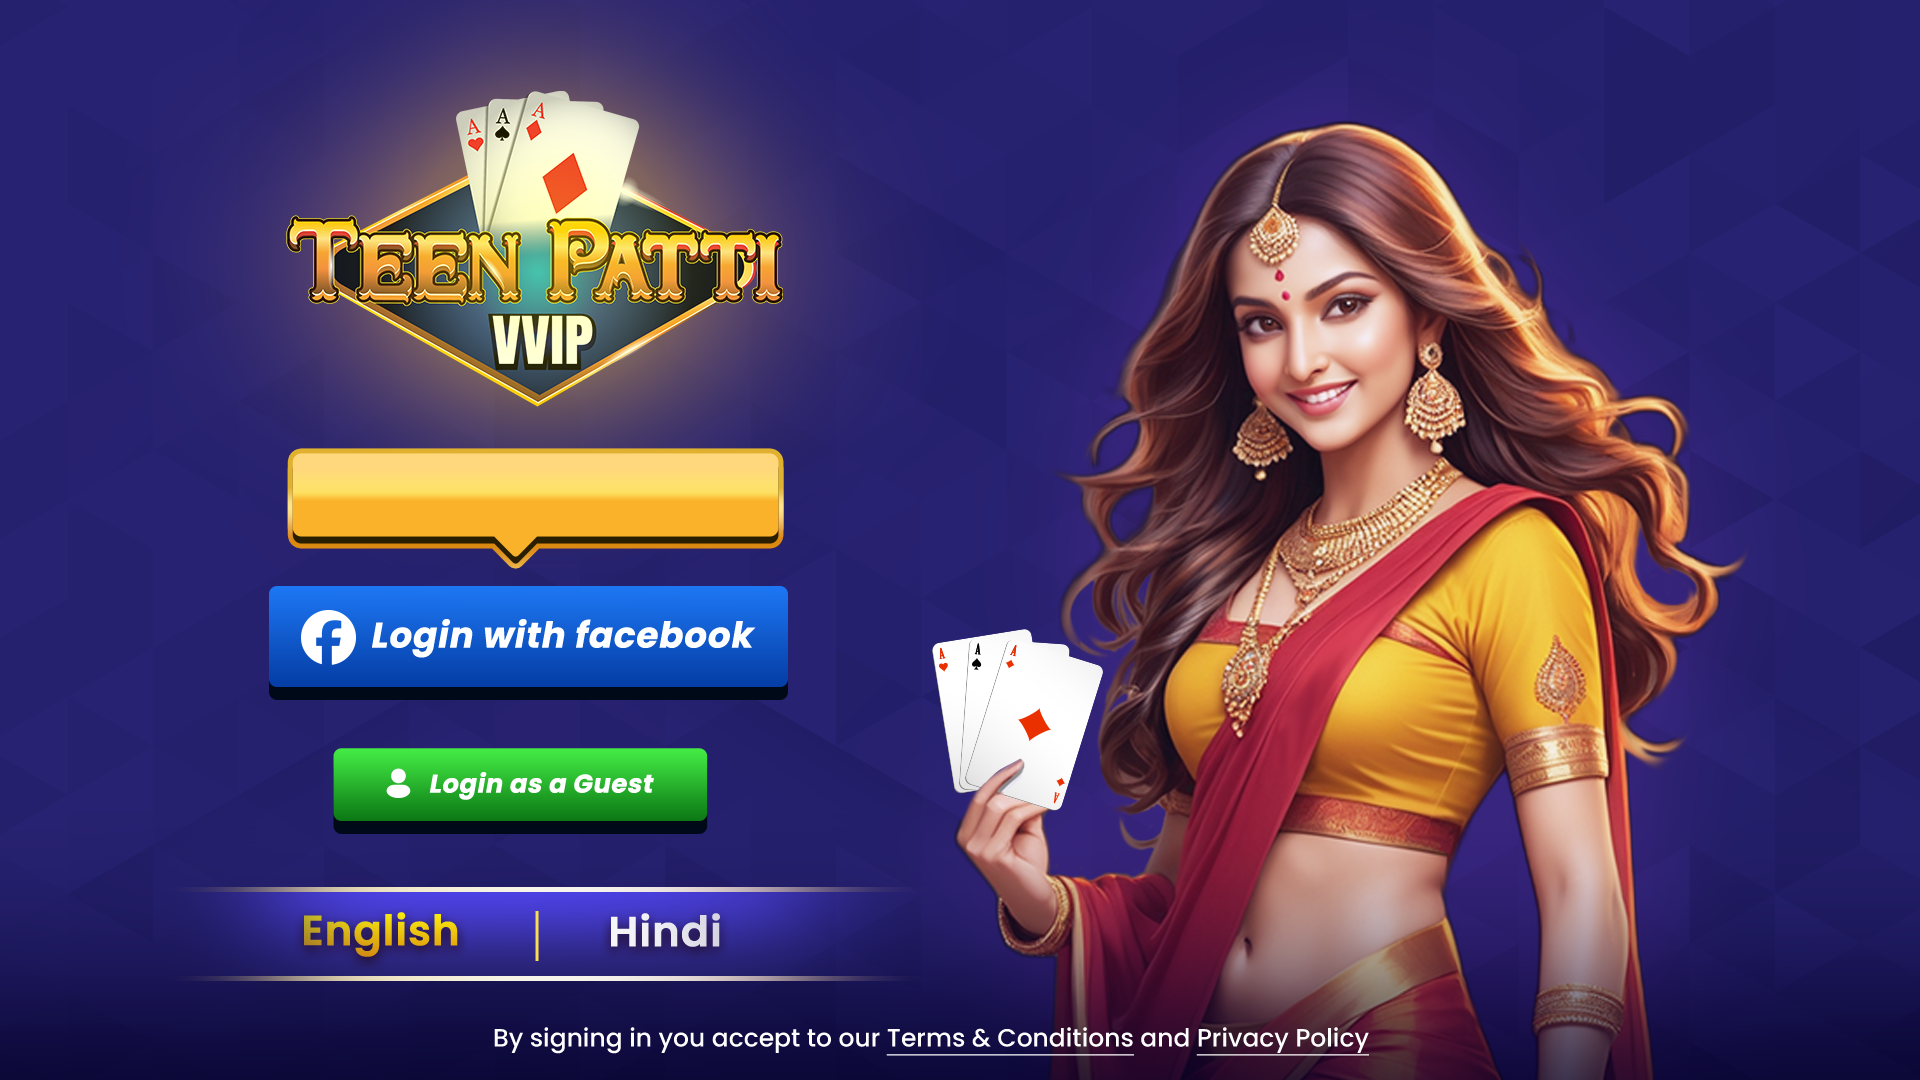 A A A
TEEN PATTI
VVIP
Login with facebook
A A A
A
Login as a Guest
English | Hindi
By signing in you accept to our Terms & Conditions and Privacy Policy